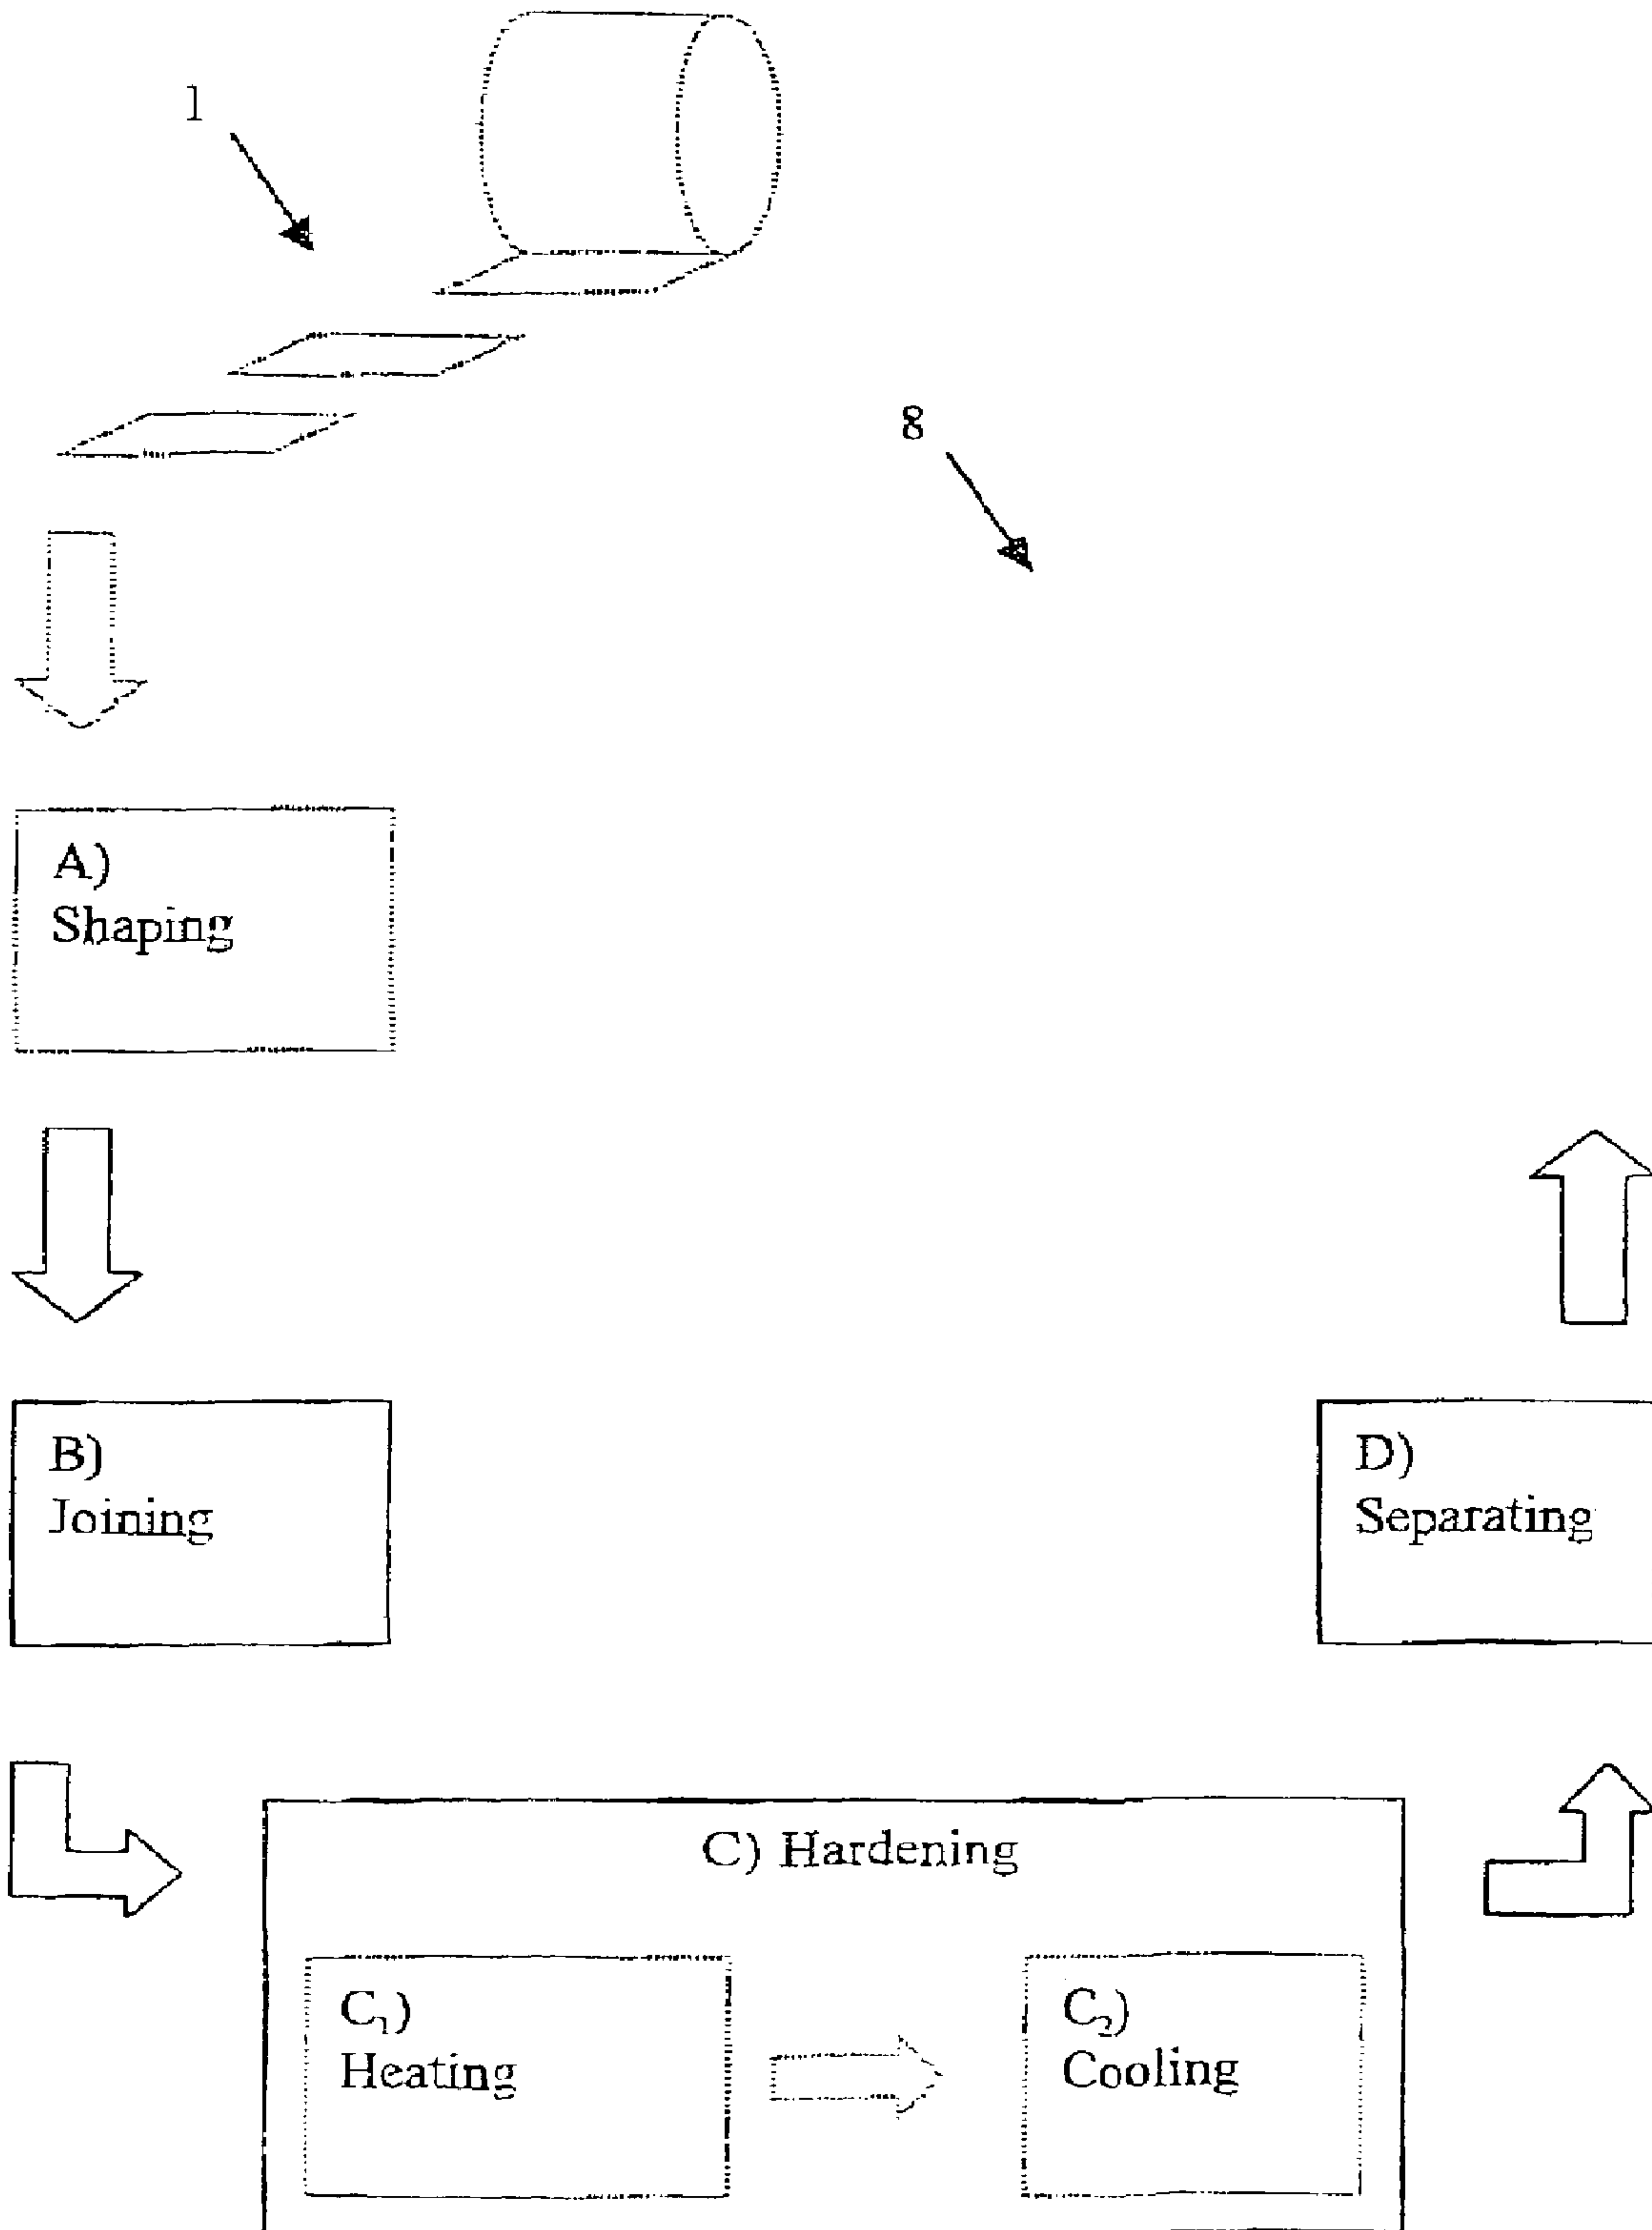 1
8
A)
Shaping
B)
Joining
D)
Separating
C) Hardening
C₁)
Heating
C₂)
Cooling